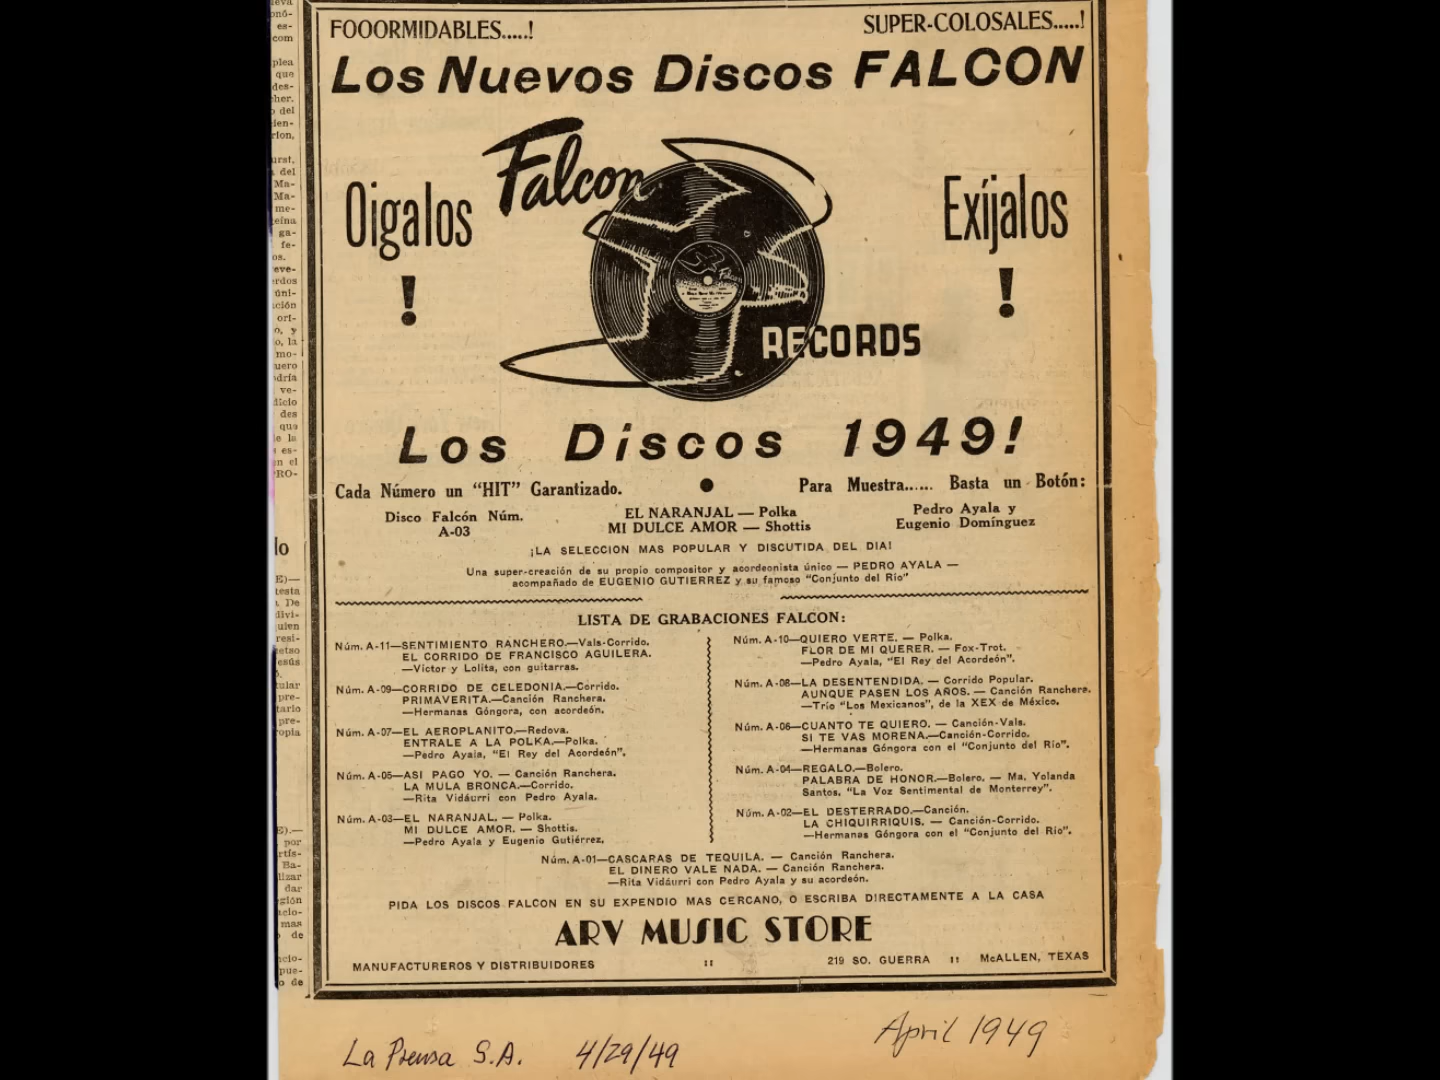 FOOORMIDABLES.....!
SUPER-COLOSALES.....!
Los Nuevos Discos FALCON
Oigalos
!
Falcon
RECORDS
Exíjalos
!
Los Discos 1949!
Cada Número un "HIT" Garantizado.
Para Muestra...... Basta un Botón:
Disco Falcón Núm.
A-03
EL NARANJAL — Polka
MI DULCE AMOR — Shottis
Pedro Ayala y
Eugenio Domínguez
¡LA SELECCION MAS POPULAR Y DISCUTIDA DEL DIA!
Una super-creación de su propio compositor y acordeonista único — PEDRO AYALA —
acompañado de EUGENIO GUTIERREZ y su famoso "Conjunto del Río"
LISTA DE GRABACIONES FALCON:
Núm. A-11—SENTIMIENTO RANCHERO.—Vals-Corrido.
EL CORRIDO DE FRANCISCO AGUILERA.
—Víctor y Lolita, con guitarras.
Núm. A-09—CORRIDO DE CELEDONIA.—Corrido.
PRIMAVERITA.—Canción Ranchera.
—Hermanas Góngora, con acordeón.
Núm. A-07—EL AEROPLANITO.—Redova.
ENTRALE A LA POLKA.—Polka.
—Pedro Ayala, "El Rey del Acordeón".
Núm. A-05—ASI PAGO YO. — Canción Ranchera.
LA MULA BRONCA.—Corrido.
—Rita Vidáurri con Pedro Ayala.
Núm. A-03—EL NARANJAL. — Polka.
MI DULCE AMOR. — Shottis.
—Pedro Ayala y Eugenio Gutiérrez.
Núm. A-10—QUIERO VERTE. — Polka.
FLOR DE MI QUERER. — Fox-Trot.
—Pedro Ayala, "El Rey del Acordeón".
Núm. A-08—LA DESENTENDIDA. — Corrido Popular.
AUNQUE PASEN LOS AÑOS. — Canción Ranchera.
—Trío "Los Mexicanos", de la XEX de México.
Núm. A-06—CUANTO TE QUIERO. — Canción-Vals.
SI TE VAS MORENA.—Canción-Corrido.
—Hermanas Góngora con el "Conjunto del Río".
Núm. A-04—REGALO.—Bolero.
PALABRA DE HONOR.—Bolero. — Ma. Yolanda
Santos, "La Voz Sentimental de Monterrey".
Núm. A-02—EL DESTERRADO.—Canción.
LA CHIQUIRRIQUIS. — Canción-Corrido.
—Hermanas Góngora con el "Conjunto del Río".
Núm. A-01—CASCARAS DE TEQUILA. — Canción Ranchera.
EL DINERO VALE NADA. — Canción Ranchera.
—Rita Vidáurri con Pedro Ayala y su acordeón.
PIDA LOS DISCOS FALCON EN SU EXPENDIO MAS CERCANO, O ESCRIBA DIRECTAMENTE A LA CASA
ARV MUSIC STORE
MANUFACTUREROS Y DISTRIBUIDORES :: 219 SO. GUERRA :: McALLEN, TEXAS
La Prensa S.A. 4/29/49
April 1949